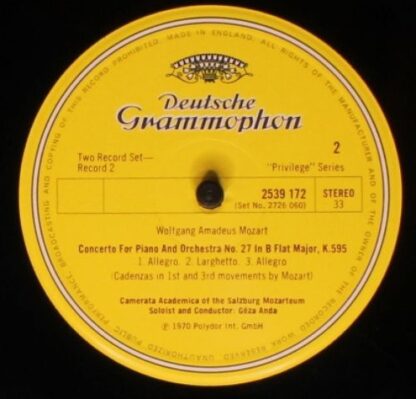 MADE IN ENGLAND. ALL RIGHTS OF THE MANUFACTURER AND OF THE OWNER OF THE RECORDED WORK RESERVED. UNAUTHORIZED PUBLIC PERFORMANCE, BROADCASTING AND COPYING OF THIS RECORD PROHIBITED.
Deutsche
Grammophon
2
Two Record Set—
Record 2
"Privilege" Series
2539 172
STEREO
(Set No. 2726 060)
33
Wolfgang Amadeus Mozart
Concerto For Piano And Orchestra No. 27 In B Flat Major, K.595
1. Allegro. 2. Larghetto. 3. Allegro
(Cadenzas in 1st and 3rd movements by Mozart)
Camerata Academica of the Salzburg Mozarteum
Soloist and Conductor: Géza Anda
Ⓟ 1970 Polydor Int. GmbH